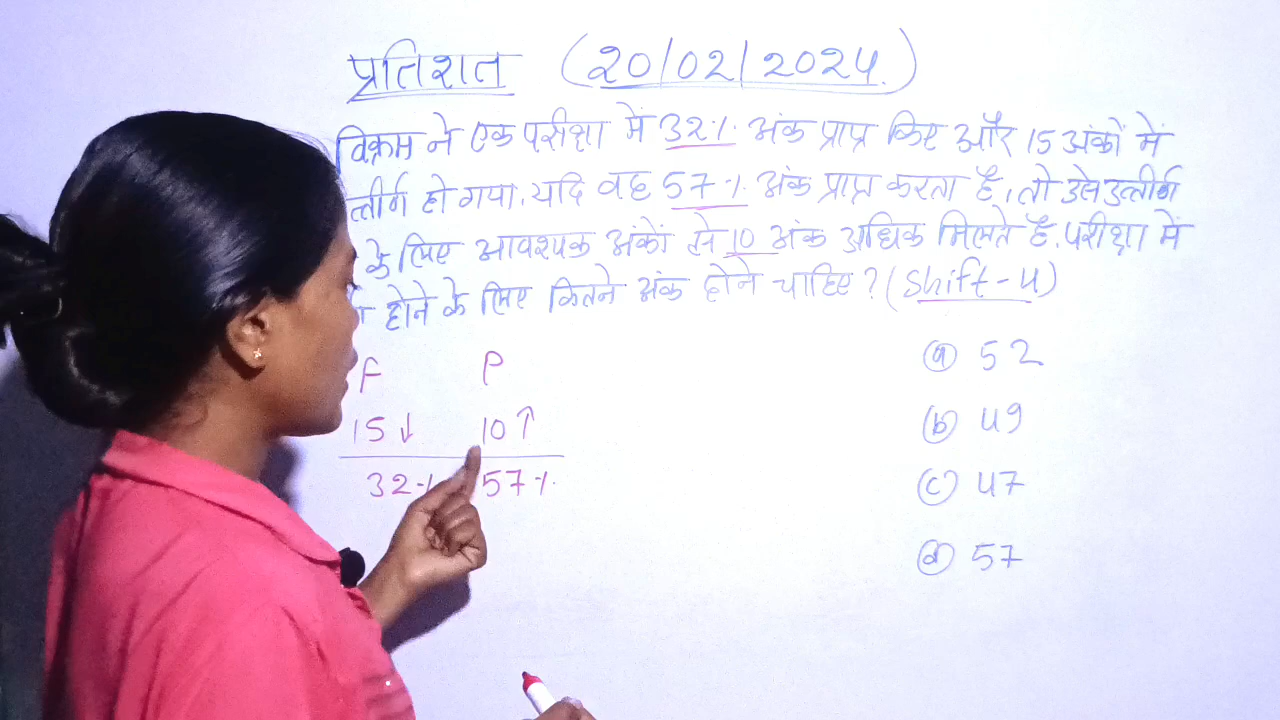 प्रतिशत (20/02/2024)
विक्रम ने एक परीक्षा में 32% अंक प्राप्त किए और 15 अंकों में
त्तीर्ण हो गया. यदि वह 57% अंक प्राप्त करता है, तो उसे उत्तीर्ण
के लिए आवश्यक अंकों से 10 अंक अधिक मिलते है. परीक्षा में
होने के लिए कितने अंक होने चाहिए? (Shift-4)
F P
15↓ 10↑
32% 57%
(a) 52
(b) 49
(c) 47
(d) 57